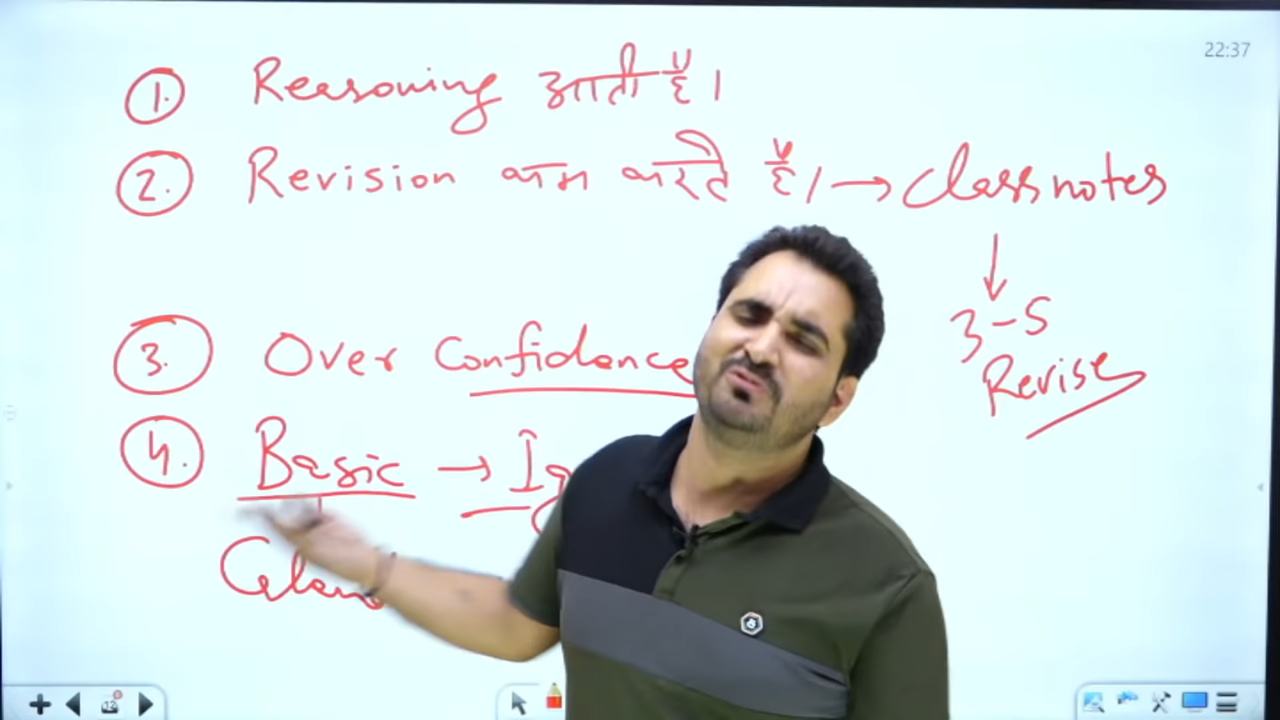 22:37
1. Reasoning आती है।
2. Revision कम करते है। → Class notes
↓
3-5
Revise
3. Over Confidence
4. Basic →